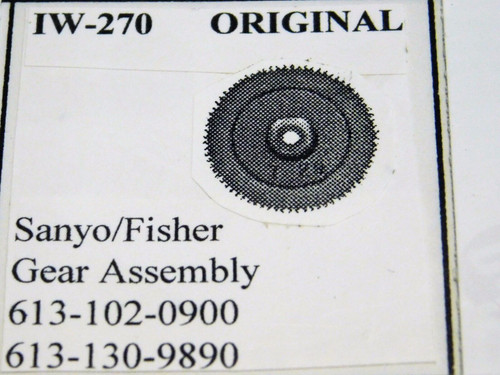 IW-270 ORIGINAL
Sanyo/Fisher
Gear Assembly
613-102-0900
613-130-9890